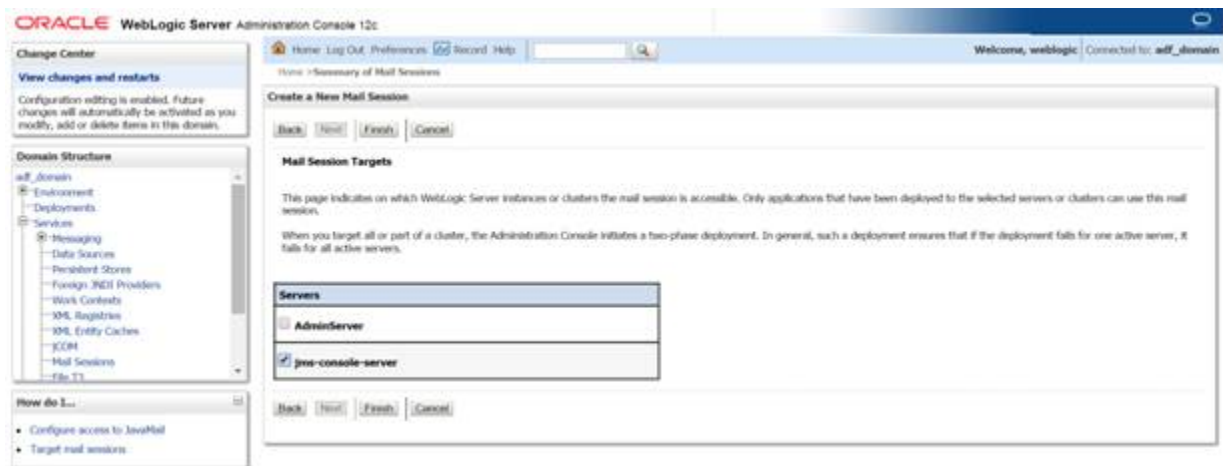 ORACLE WebLogic Server Administration Console 12c
Change Center
View changes and restarts
Configuration editing is enabled. Future
changes will automatically be activated as you
modify, add or delete items in this domain.
Domain Structure
adf_domain
Environment
Deployments
Services
Messaging
Data Sources
Persistent Stores
Foreign JNDI Providers
Work Contexts
XML Registries
XML Entity Caches
jCOM
Mail Sessions
File T3
How do I...
Configure access to JavaMail
Target mail sessions
Home Log Out Preferences Record Help
Welcome, weblogic Connected to: adf_domain
Home >Summary of Mail Sessions
Create a New Mail Session
Back Next Finish Cancel
Mail Session Targets
This page indicates on which WebLogic Server instances or clusters the mail session is accessible. Only applications that have been deployed to the selected servers or clusters can use this mail
session.
When you target all or part of a cluster, the Administration Console initiates a two-phase deployment. In general, such a deployment ensures that if the deployment fails for one active server, it
fails for all active servers.
Servers
AdminServer
jms-console-server
Back Next Finish Cancel